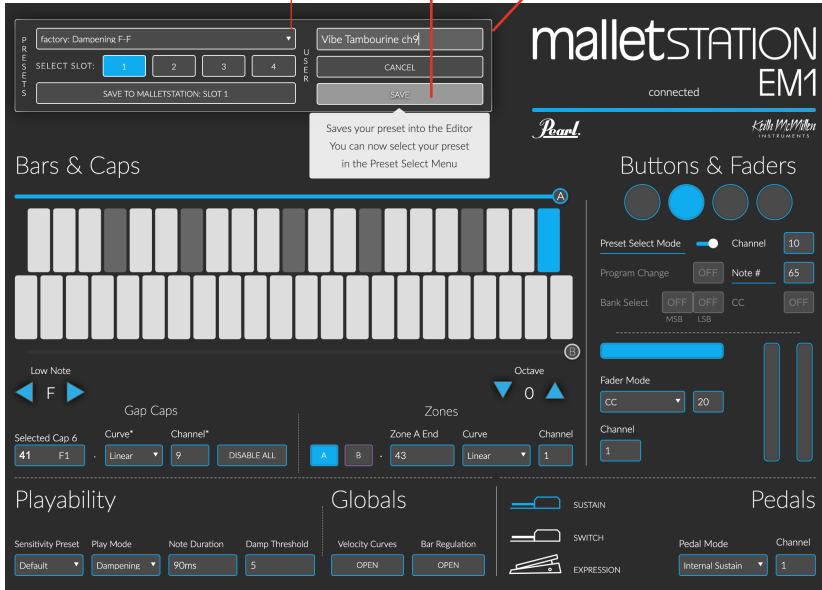 PRESETS
factory: Dampening F-F ▼
SELECT SLOT: 1 2 3 4
SAVE TO MALLETSTATION: SLOT 1
USER
Vibe Tambourine ch9
CANCEL
SAVE
Saves your preset into the Editor
You can now select your preset
in the Preset Select Menu
malletSTATION
EM1
connected
Pearl.
Keith McMillen
INSTRUMENTS
Bars & Caps
A
B
Low Note
F
Octave
0
Gap Caps
Selected Cap 6 Curve* Channel*
41 F1 . Linear ▼ 9 DISABLE ALL
Zones
Zone A End Curve Channel
A B . 43 Linear ▼ 1
Buttons & Faders
Preset Select Mode Channel 10
Program Change OFF Note # 65
Bank Select OFF OFF CC OFF
MSB LSB
Fader Mode
CC ▼ 20
Channel
1
Playability
Sensitivity Preset Play Mode Note Duration Damp Threshold
Default ▼ Dampening ▼ 90ms 5
Globals
Velocity Curves Bar Regulation
OPEN OPEN
Pedals
SUSTAIN
SWITCH
EXPRESSION
Pedal Mode Channel
Internal Sustain ▼ 1